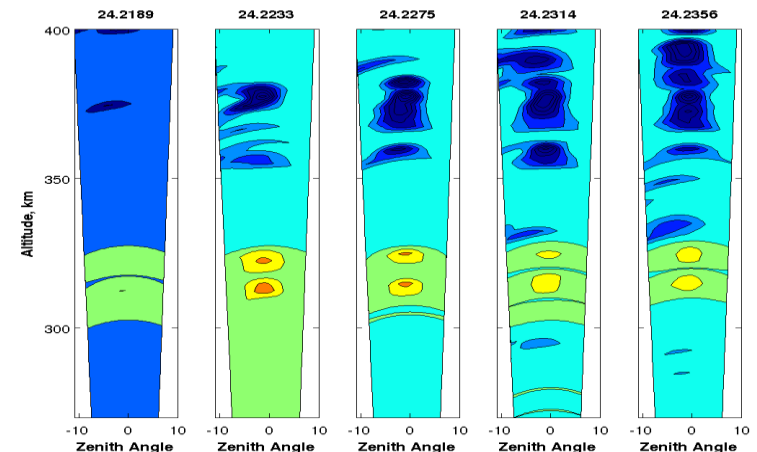 24.2189 24.2233 24.2275 24.2314 24.2356
400
350
300
Altitude, km
-10 0 10 -10 0 10 -10 0 10 -10 0 10 -10 0 10
Zenith Angle Zenith Angle Zenith Angle Zenith Angle Zenith Angle